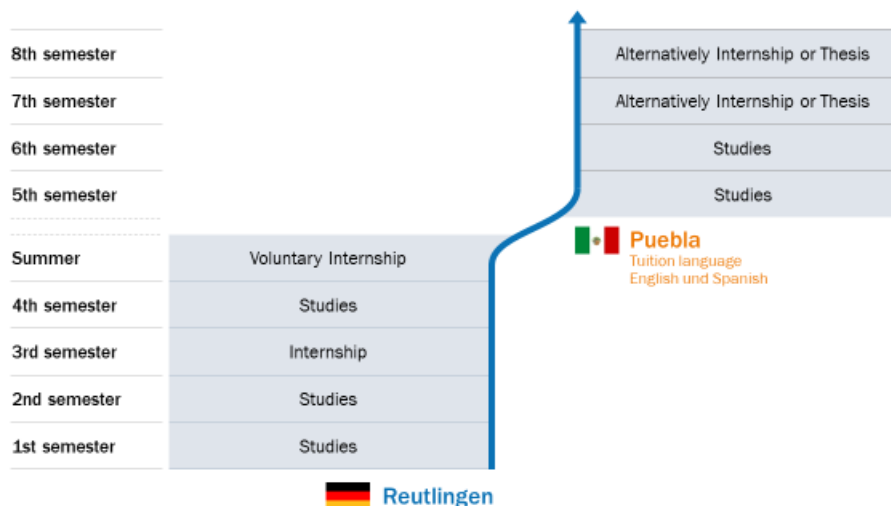 8th semester
Alternatively Internship or Thesis
7th semester
Alternatively Internship or Thesis
6th semester
Studies
5th semester
Studies
Puebla
Tuition language
English und Spanish
Summer
Voluntary Internship
4th semester
Studies
3rd semester
Internship
2nd semester
Studies
1st semester
Studies
Reutlingen